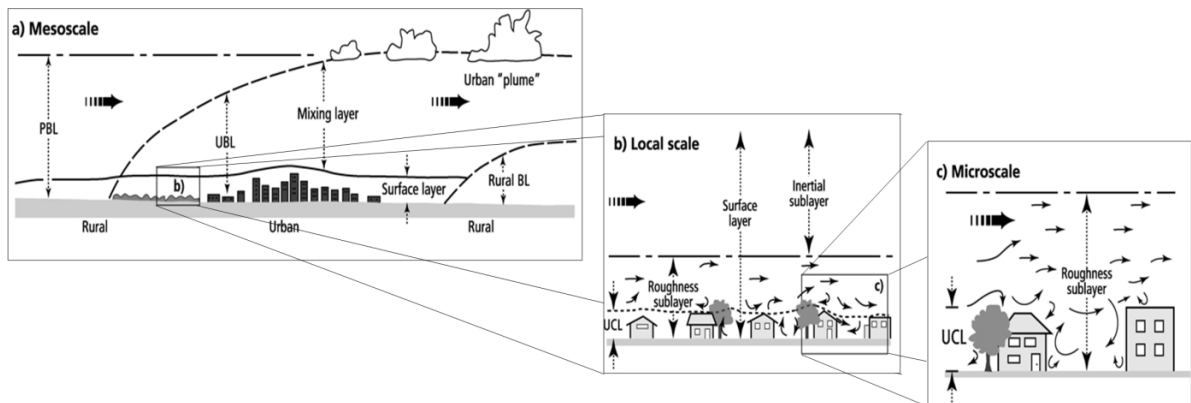 a) Mesoscale
Urban "plume"
PBL
UBL
Mixing layer
b)
Surface layer
Rural BL
Rural
Urban
Rural
b) Local scale
Surface
layer
Inertial
sublayer
Roughness
sublayer
c)
UCL
c) Microscale
Roughness
sublayer
UCL